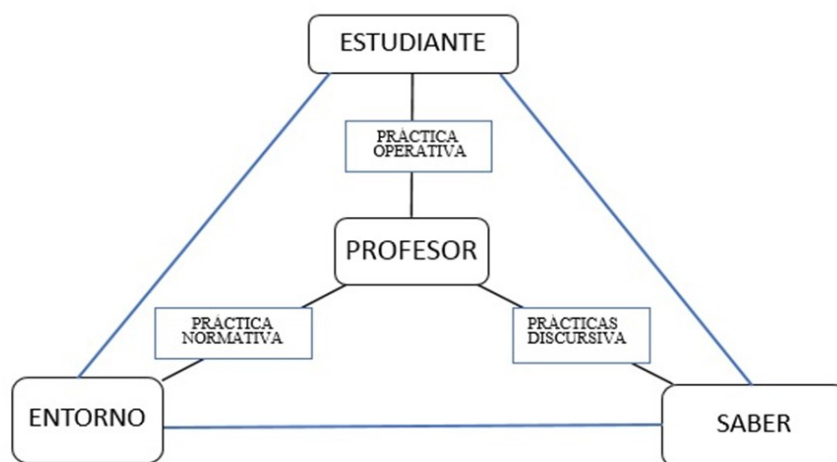 ESTUDIANTE
PRÁCTICA
OPERATIVA
PROFESOR
PRÁCTICA
NORMATIVA
PRÁCTICAS
DISCURSIVA
ENTORNO
SABER